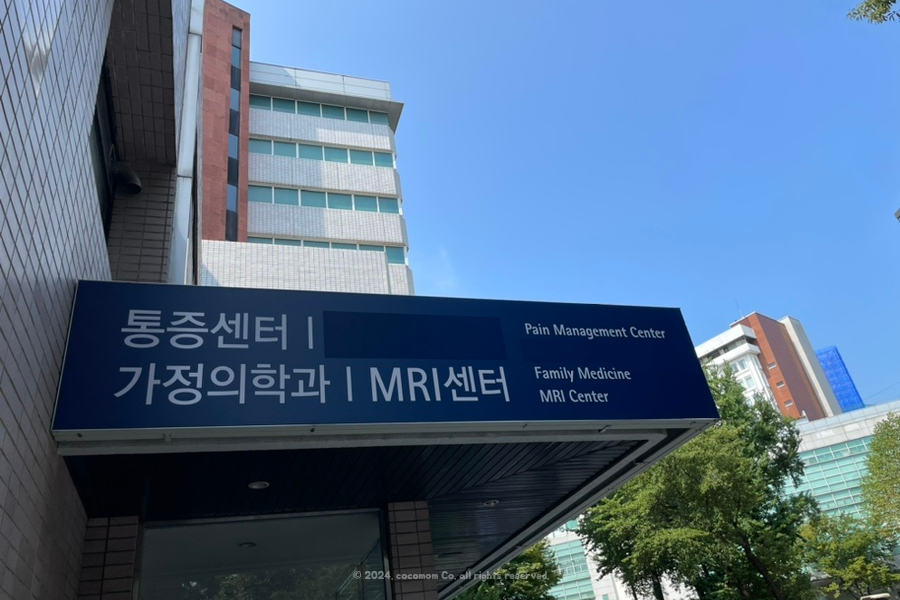 통증센터 |
Pain Management Center
가정의학과 | MRI센터
Family Medicine
MRI Center
© 2024. cocomom Co. all rights reserved.